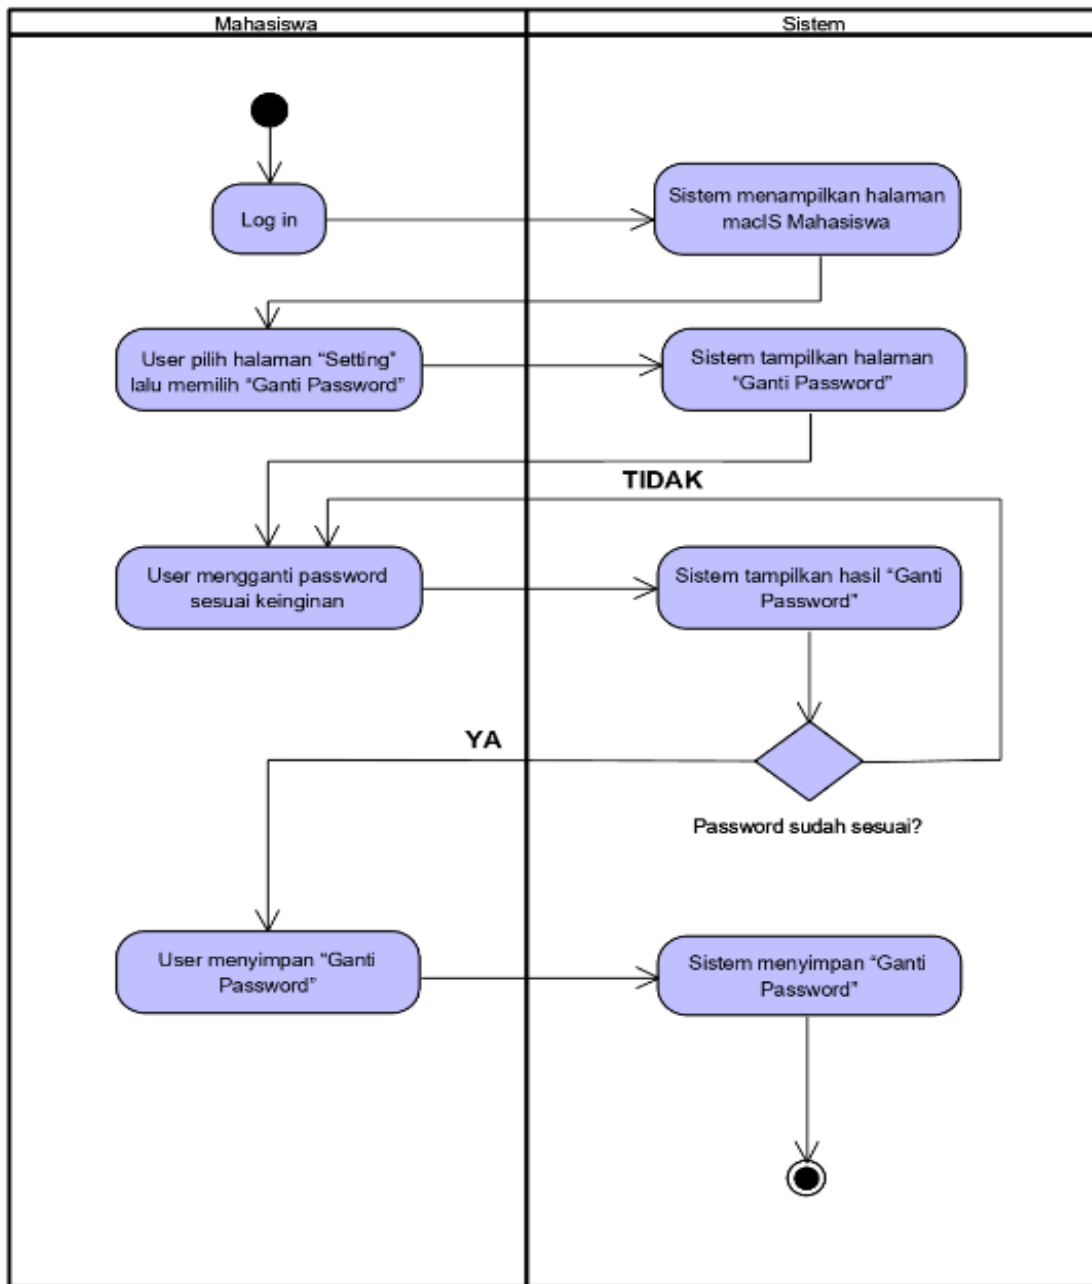 Mahasiswa
Sistem
Log in
Sistem menampilkan halaman
macIS Mahasiswa
User pilih halaman “Setting”
lalu memilih “Ganti Password”
Sistem tampilkan halaman
“Ganti Password”
TIDAK
User mengganti password
sesuai keinginan
Sistem tampilkan hasil “Ganti
Password”
YA
Password sudah sesuai?
User menyimpan “Ganti
Password”
Sistem menyimpan “Ganti
Password”